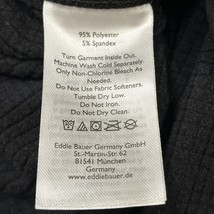 95% Polyester
5% Spandex
Turn Garment Inside Out.
Machine Wash Cold Separately
Only Non-Chlorine Bleach As
Needed.
Do Not Use Fabric Softeners.
Tumble Dry Low.
Do Not Iron.
Do Not Dry Clean.
Eddie Bauer Germany GmbH
St.-Martin-Str. 62
81541 München
Germany
www.eddiebauer.de